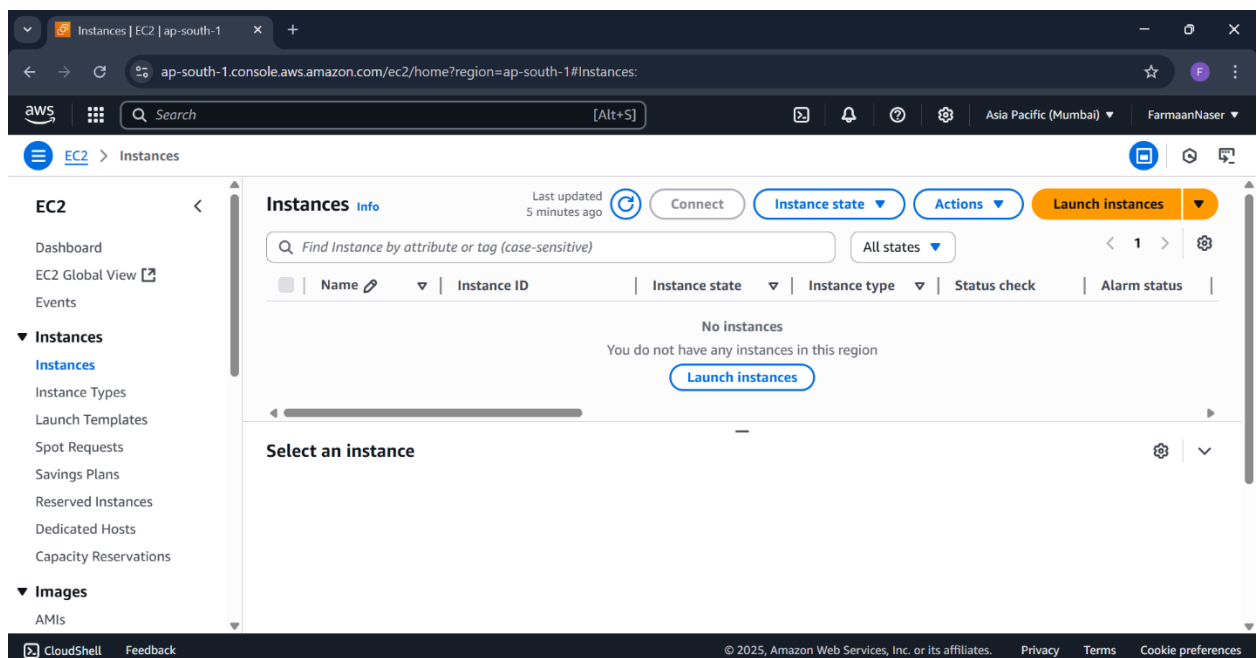 Instances | EC2 | ap-south-1
ap-south-1.console.aws.amazon.com/ec2/home?region=ap-south-1#Instances:
F
aws
Search [Alt+S]
Asia Pacific (Mumbai)
FarmaanNaser
EC2 > Instances
EC2
Dashboard
EC2 Global View
Events
Instances
Instances
Instance Types
Launch Templates
Spot Requests
Savings Plans
Reserved Instances
Dedicated Hosts
Capacity Reservations
Images
AMIs
Instances Info
Last updated
5 minutes ago
Connect
Instance state
Actions
Launch instances
Find Instance by attribute or tag (case-sensitive)
All states
1
Name
Instance ID
Instance state
Instance type
Status check
Alarm status
No instances
You do not have any instances in this region
Launch instances
Select an instance
CloudShell
Feedback
© 2025, Amazon Web Services, Inc. or its affiliates.
Privacy
Terms
Cookie preferences